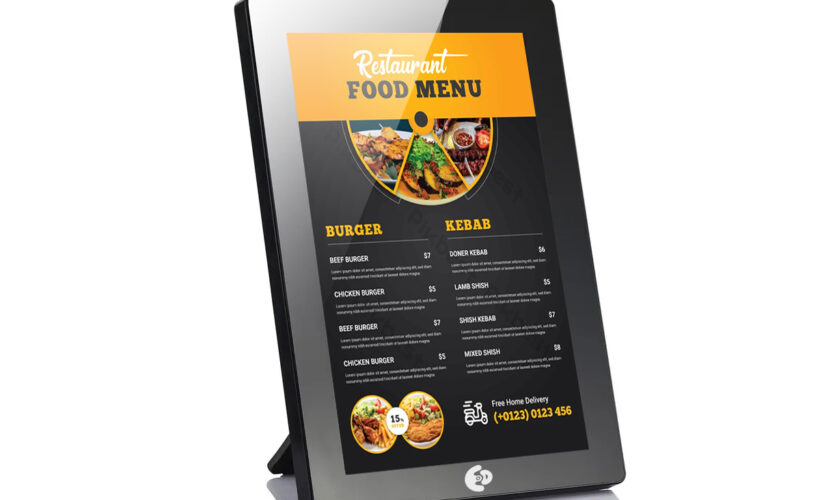 Restaurant
FOOD MENU
BURGER
BEEF BURGER $7
Lorem ipsum dolor sit amet, consectetuer adipiscing elit, sed diam
nonummy nibh euismod tincidunt ut laoreet dolore magna
CHICKEN BURGER $5
Lorem ipsum dolor sit amet, consectetuer adipiscing elit, sed diam
nonummy nibh euismod tincidunt ut laoreet dolore magna
BEEF BURGER $7
Lorem ipsum dolor sit amet, consectetuer adipiscing elit, sed diam
nonummy nibh euismod tincidunt ut laoreet dolore magna
CHICKEN BURGER $5
Lorem ipsum dolor sit amet, consectetuer adipiscing elit, sed diam
nonummy nibh euismod tincidunt ut laoreet dolore magna
KEBAB
DONER KEBAB $6
Lorem ipsum dolor sit amet, consectetuer adipiscing elit, sed diam
nonummy nibh euismod tincidunt ut laoreet dolore magna
LAMB SHISH $5
Lorem ipsum dolor sit amet, consectetuer adipiscing elit, sed diam
nonummy nibh euismod tincidunt ut laoreet dolore magna
SHISH KEBAB $7
Lorem ipsum dolor sit amet, consectetuer adipiscing elit, sed diam
nonummy nibh euismod tincidunt ut laoreet dolore magna
MIXED SHISH $8
Lorem ipsum dolor sit amet, consectetuer adipiscing elit, sed diam
nonummy nibh euismod tincidunt ut laoreet dolore magna
15%
OFFER
Free Home Delivery
(+0123) 0123 456